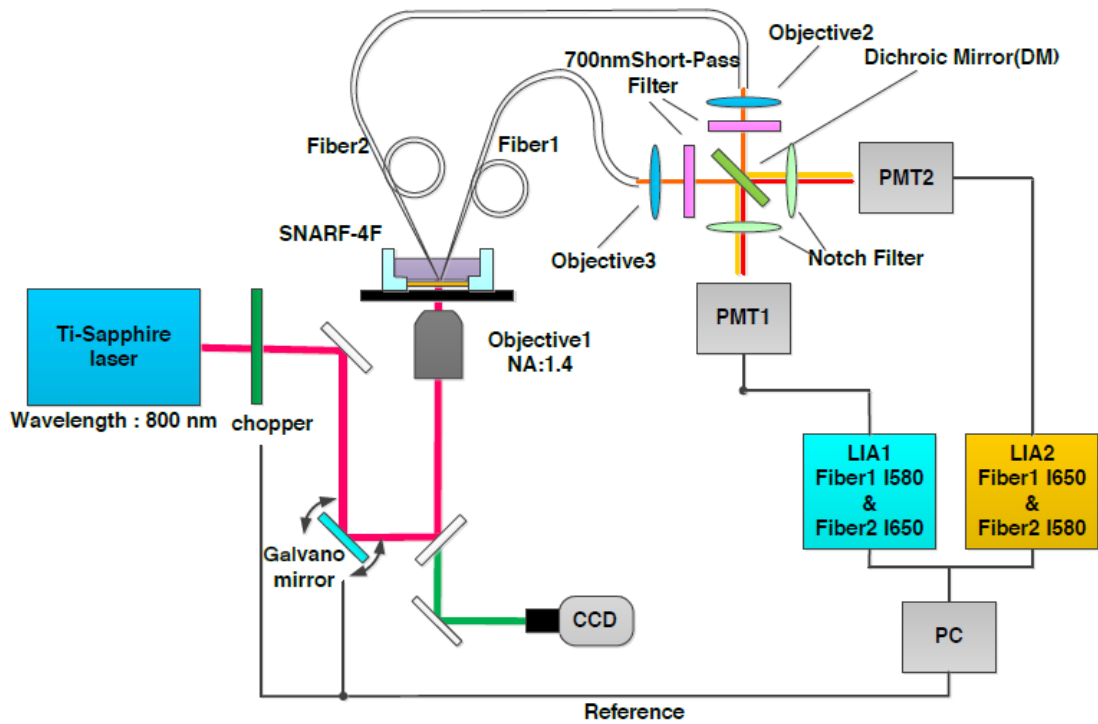 Objective2
700nmShort-Pass
Filter
Dichroic Mirror(DM)
Fiber2
Fiber1
PMT2
SNARF-4F
Objective3
Notch Filter
PMT1
Ti-Sapphire
laser
Objective1
NA:1.4
Wavelength : 800 nm
chopper
LIA1
Fiber1 I580
&
Fiber2 I650
LIA2
Fiber1 I650
&
Fiber2 I580
Galvano
mirror
CCD
PC
Reference